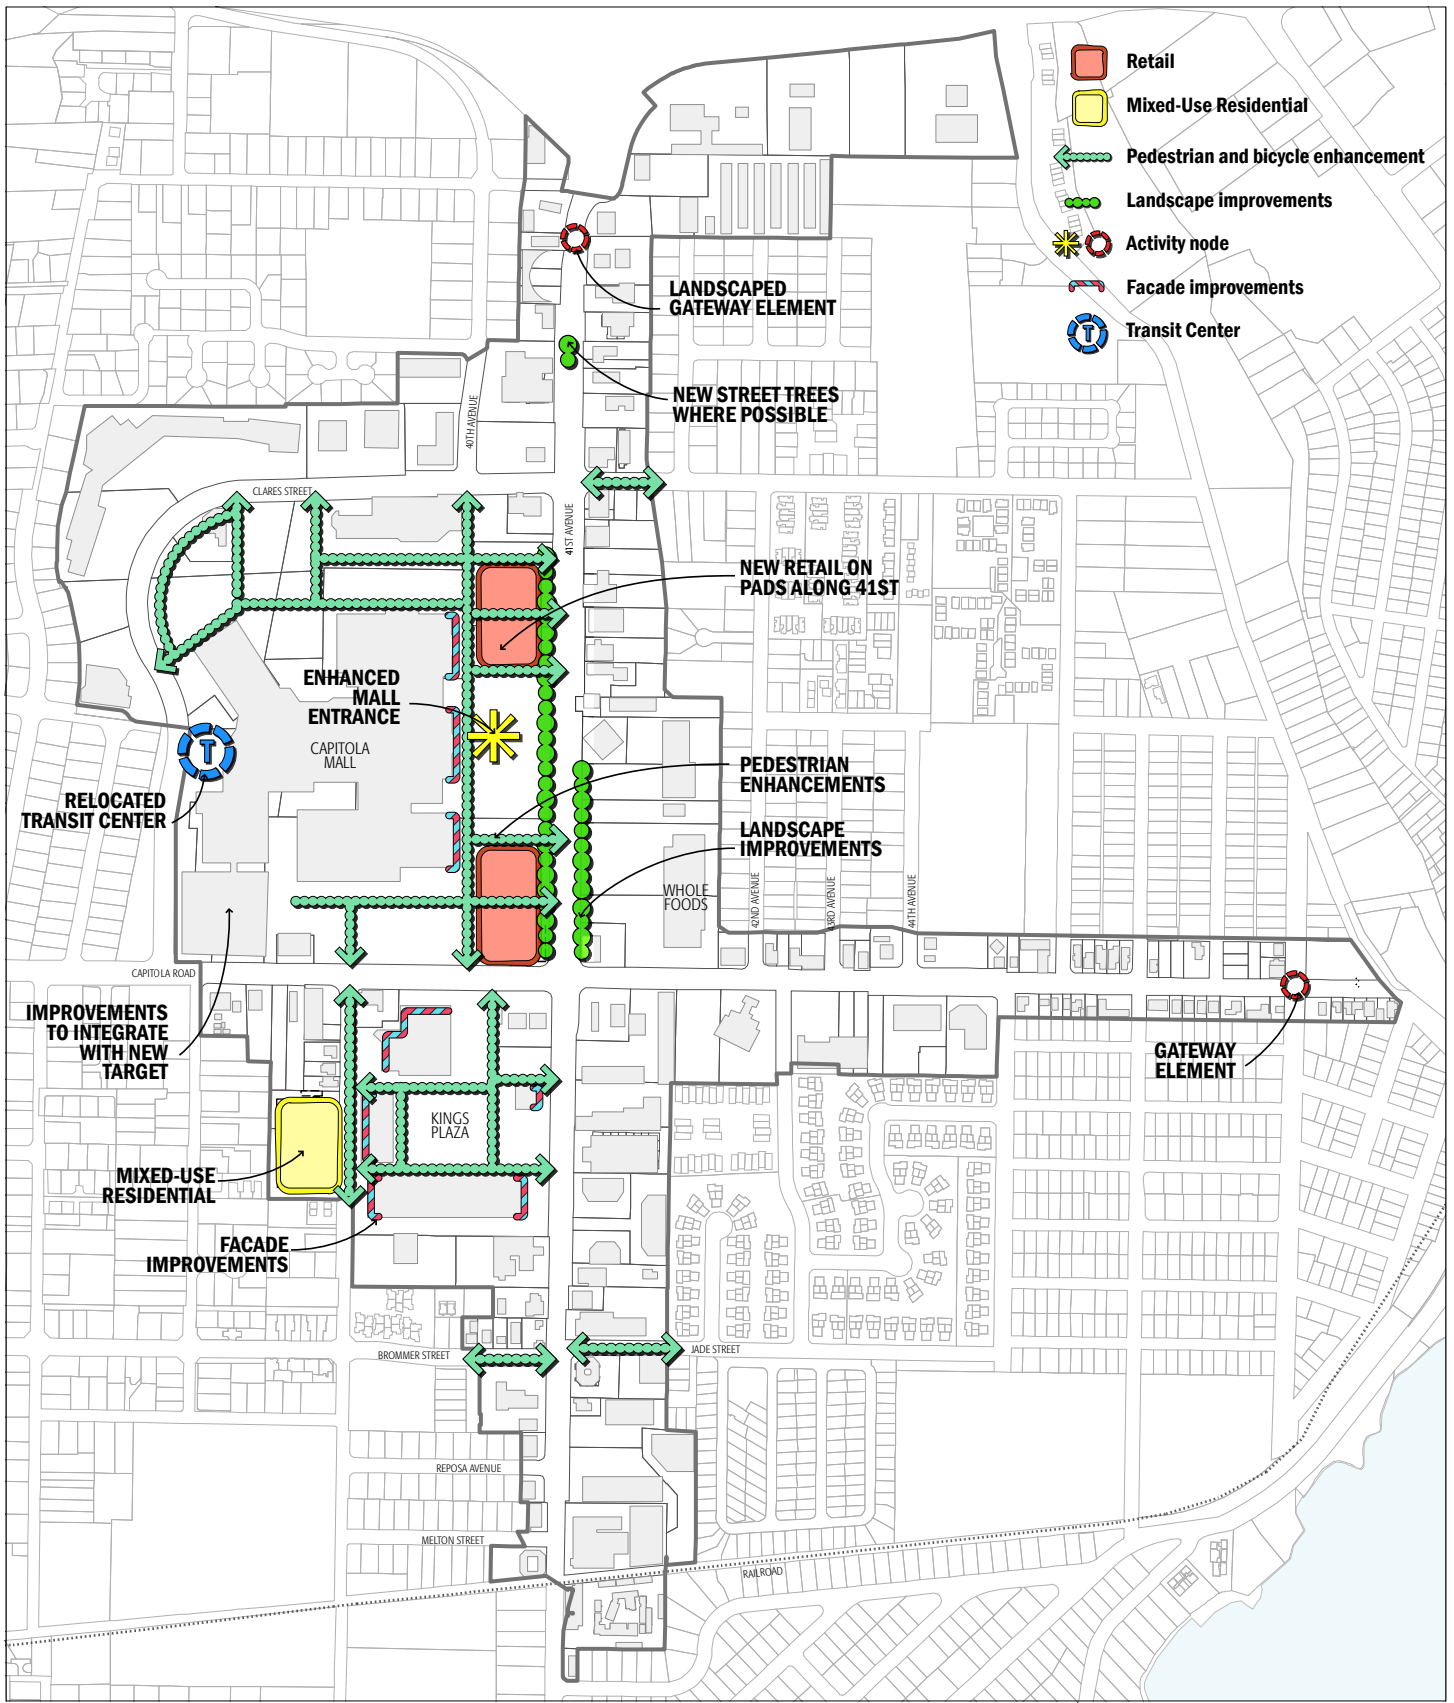 Retail
Mixed-Use Residential
Pedestrian and bicycle enhancement
Landscape improvements
Activity node
Facade improvements
T
Transit Center
LANDSCAPED
GATEWAY ELEMENT
NEW STREET TREES
WHERE POSSIBLE
40TH AVENUE
CLARES STREET
41ST AVENUE
NEW RETAIL ON
PADS ALONG 41ST
ENHANCED
MALL
ENTRANCE
CAPITOLA
MALL
T
RELOCATED
TRANSIT CENTER
PEDESTRIAN
ENHANCEMENTS
LANDSCAPE
IMPROVEMENTS
WHOLE
FOODS
42ND AVENUE
43RD AVENUE
44TH AVENUE
CAPITOLA ROAD
IMPROVEMENTS
TO INTEGRATE
WITH NEW
TARGET
GATEWAY
ELEMENT
KINGS
PLAZA
MIXED-USE
RESIDENTIAL
FACADE
IMPROVEMENTS
BROMMER STREET
JADE STREET
REPOSA AVENUE
MELTON STREET
RAILROAD